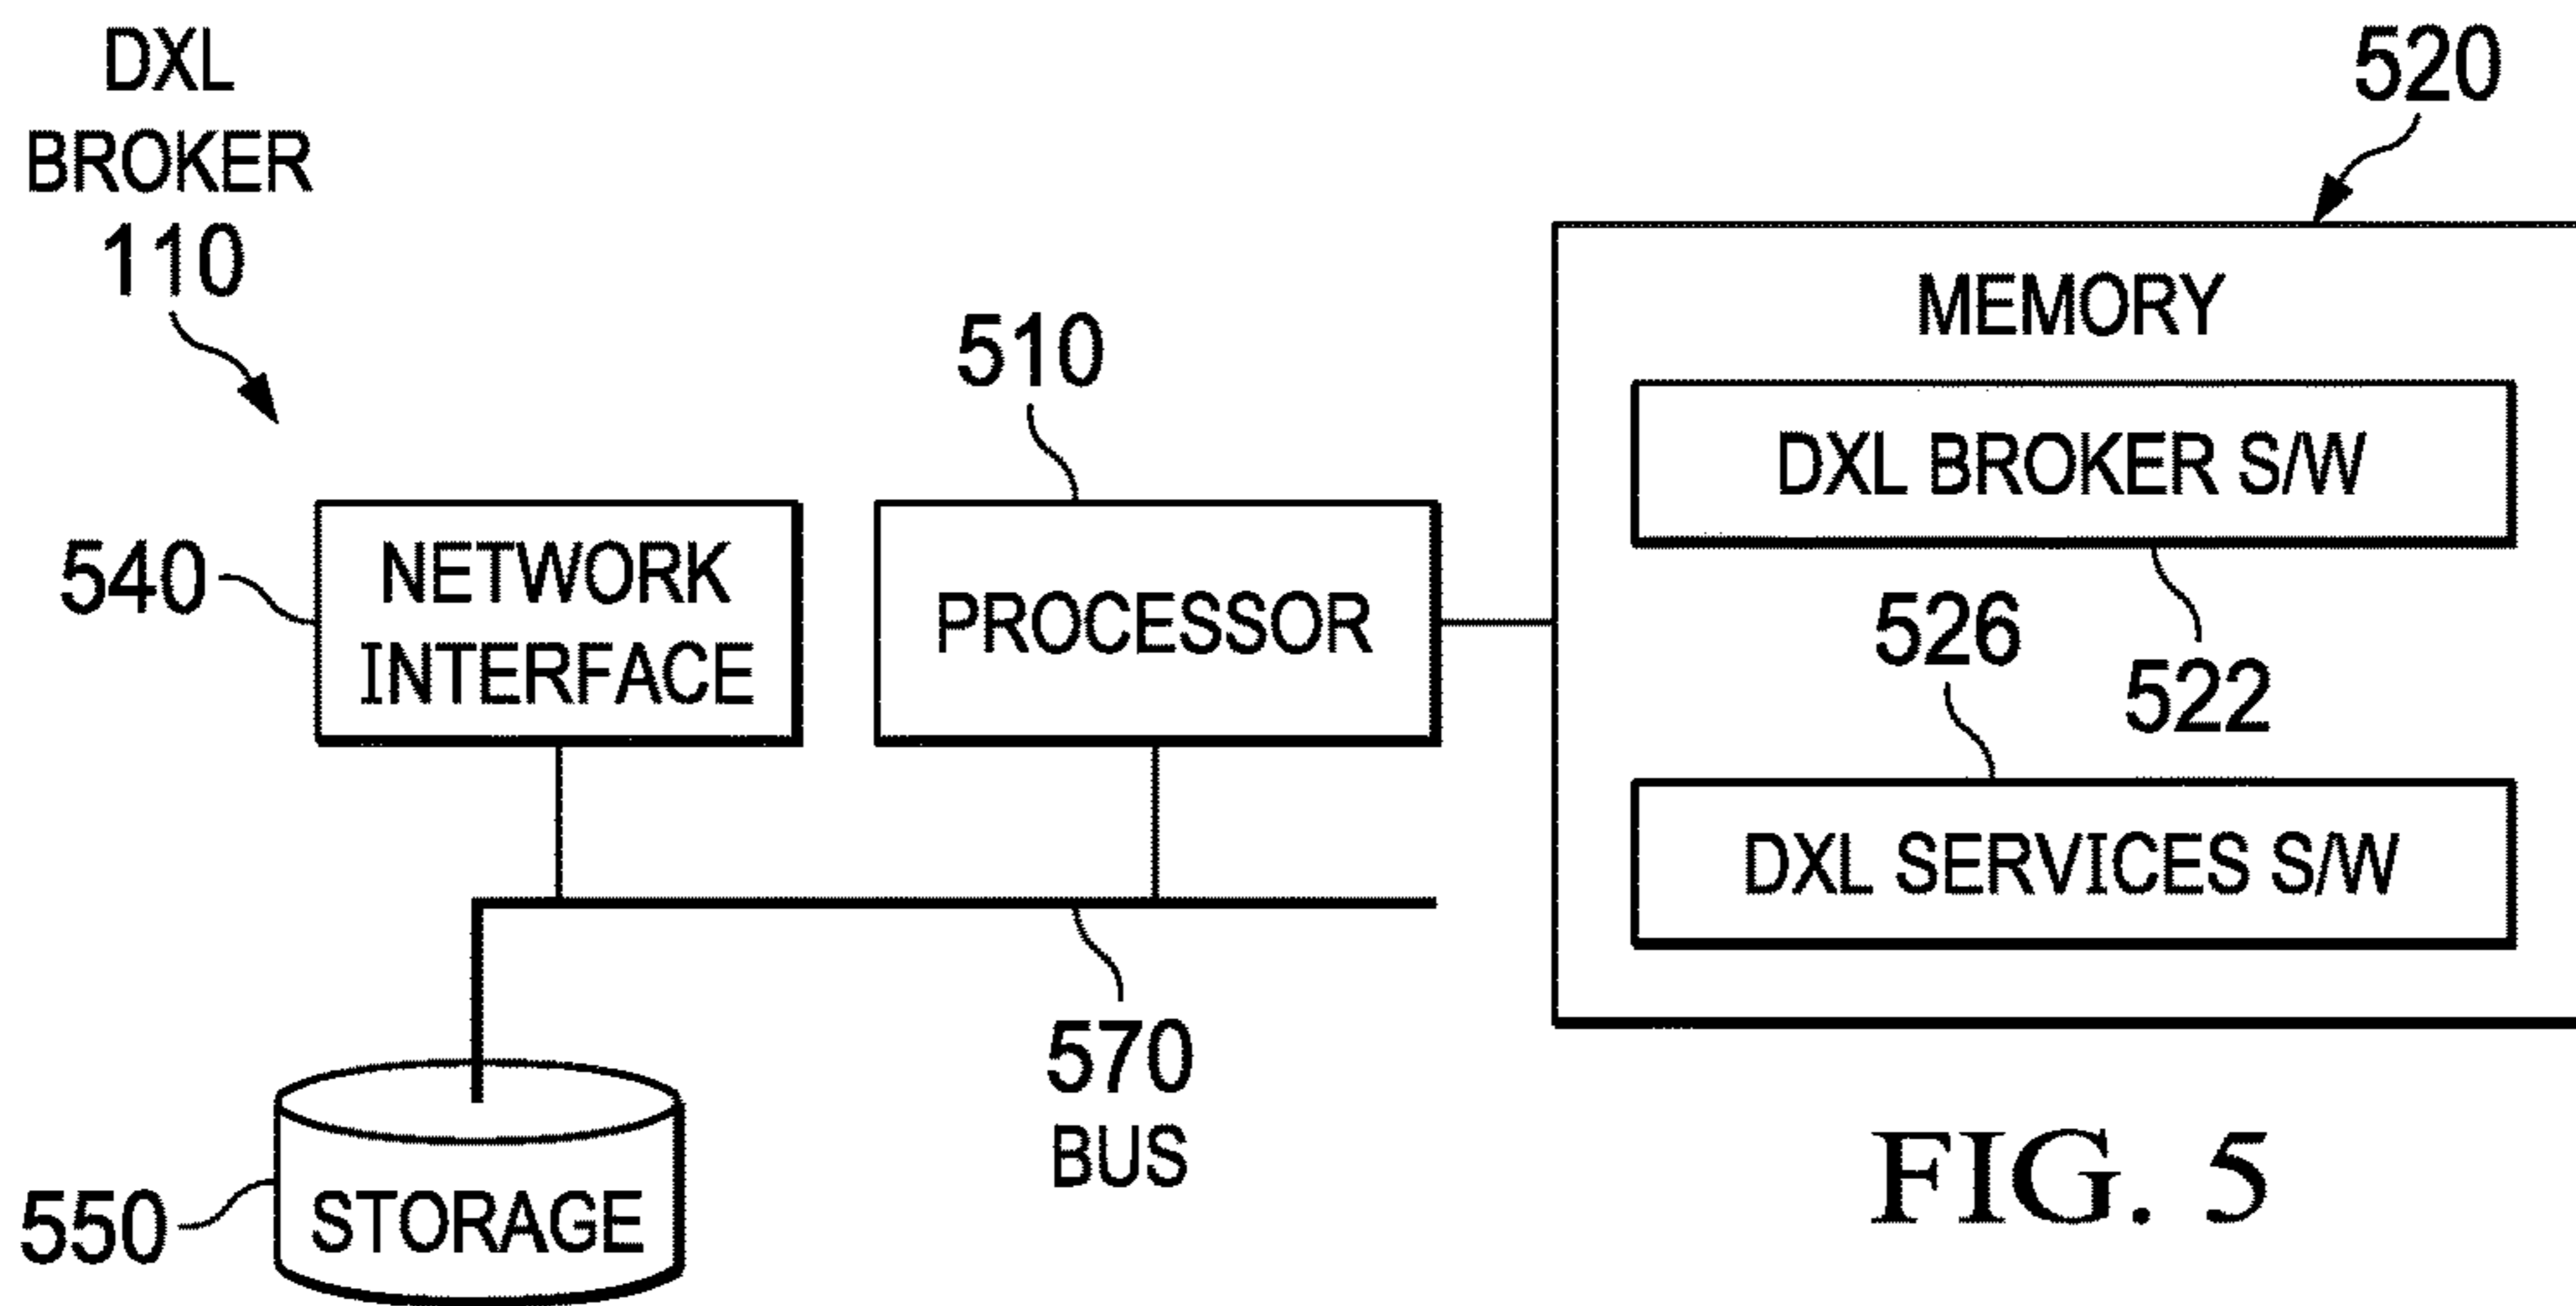 DXL
BROKER
110
520
MEMORY
510
DXL BROKER S/W
540
NETWORK
INTERFACE
PROCESSOR
526
522
DXL SERVICES S/W
570
BUS
550
STORAGE
FIG. 5